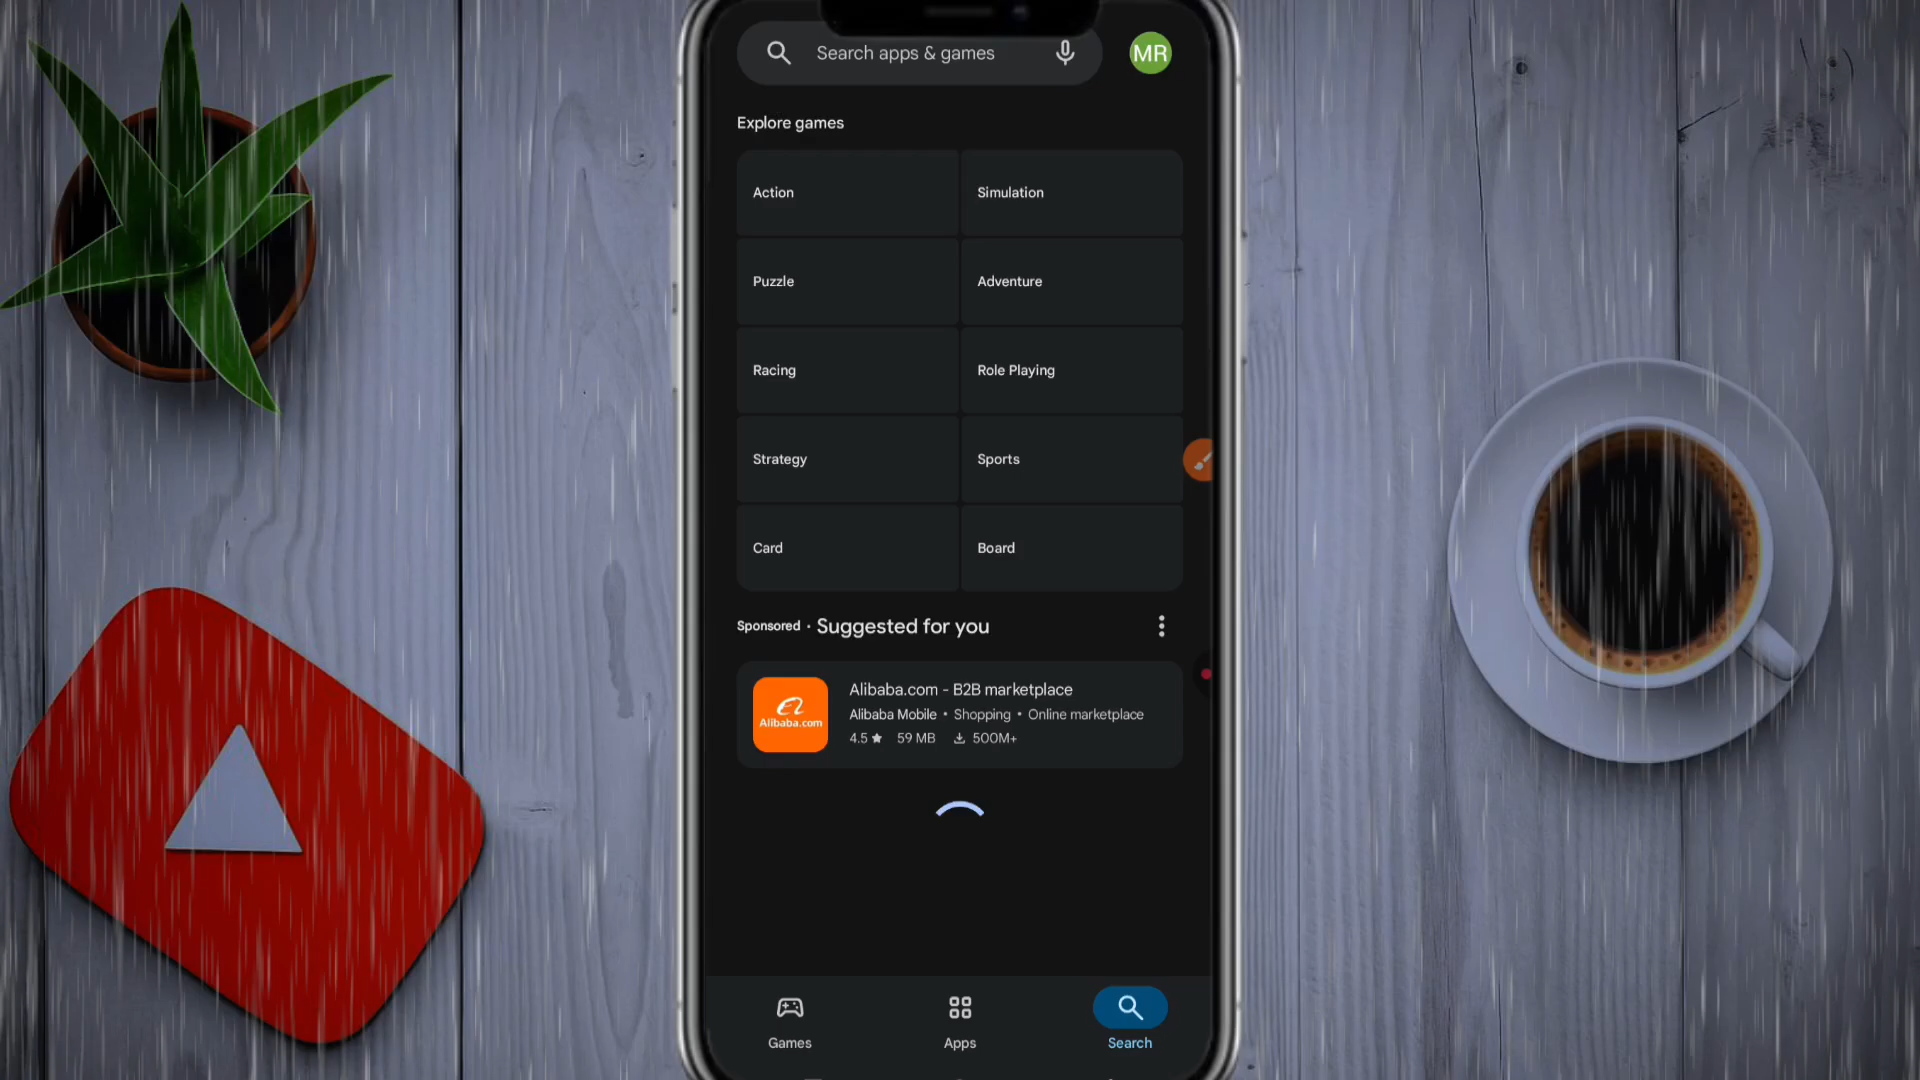 Search apps & games
MR
Explore games
Action
Simulation
Puzzle
Adventure
Racing
Role Playing
Strategy
Sports
Card
Board
Sponsored · Suggested for you
Alibaba.com
Alibaba.com - B2B marketplace
Alibaba Mobile • Shopping • Online marketplace
4.5★ 59 MB 500M+
Games
Apps
Search